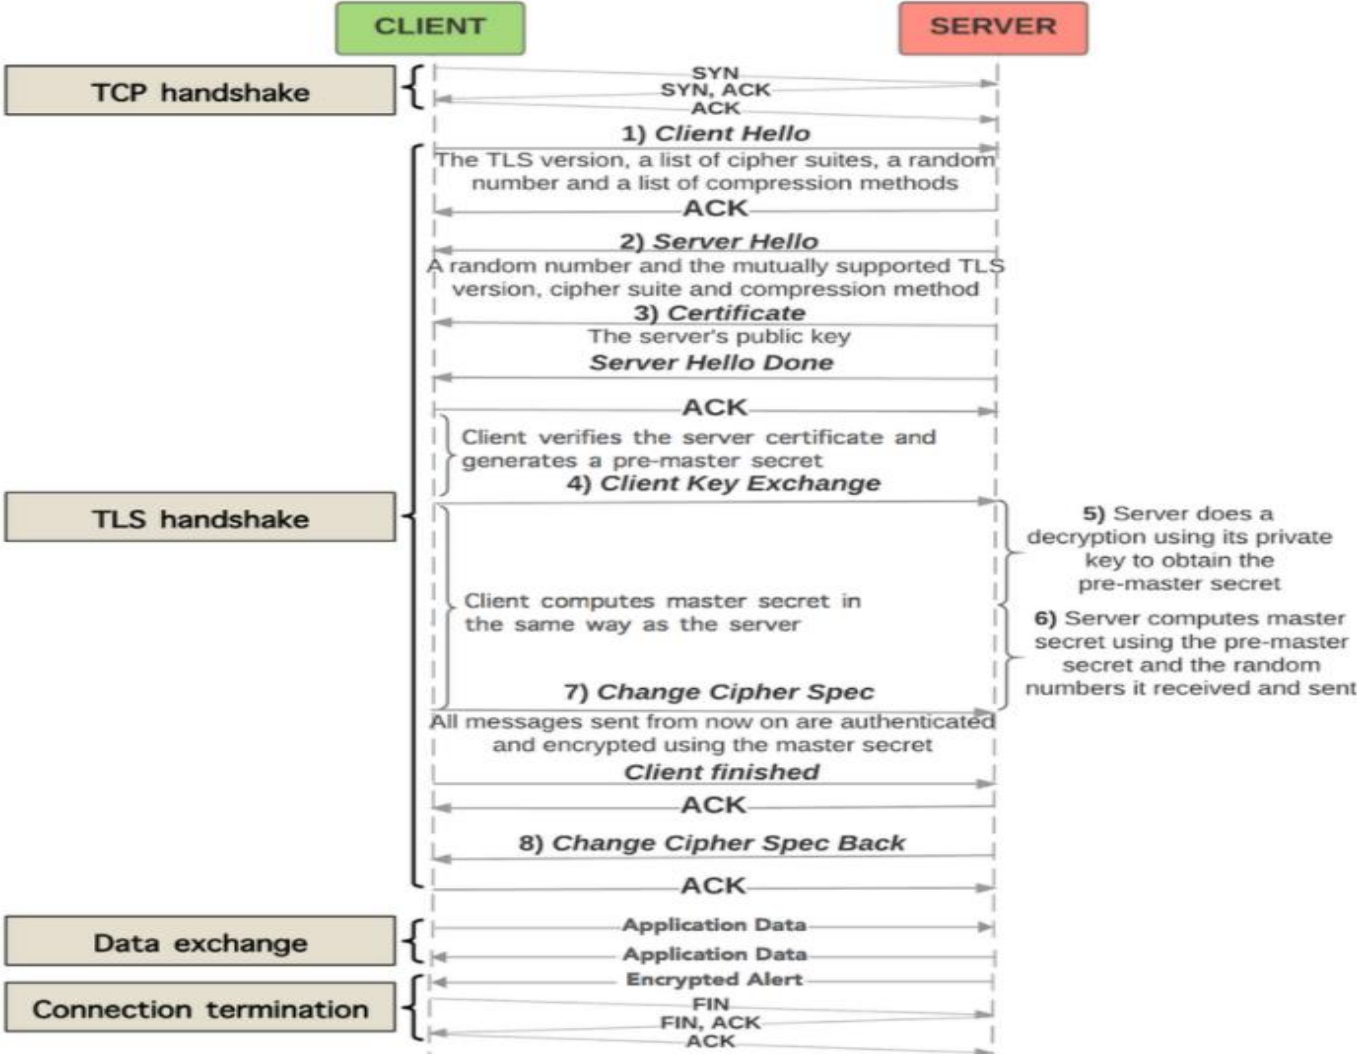 CLIENT
SERVER
TCP handshake
SYN
SYN, ACK
ACK
1) Client Hello
The TLS version, a list of cipher suites, a random
number and a list of compression methods
ACK
2) Server Hello
A random number and the mutually supported TLS
version, cipher suite and compression method
3) Certificate
The server's public key
Server Hello Done
ACK
Client verifies the server certificate and
generates a pre-master secret
4) Client Key Exchange
TLS handshake
5) Server does a
decryption using its private
key to obtain the
pre-master secret
Client computes master secret in
the same way as the server
6) Server computes master
secret using the pre-master
secret and the random
numbers it received and sent
7) Change Cipher Spec
All messages sent from now on are authenticated
and encrypted using the master secret
Client finished
ACK
8) Change Cipher Spec Back
ACK
Data exchange
Application Data
Application Data
Connection termination
Encrypted Alert
FIN
FIN, ACK
ACK